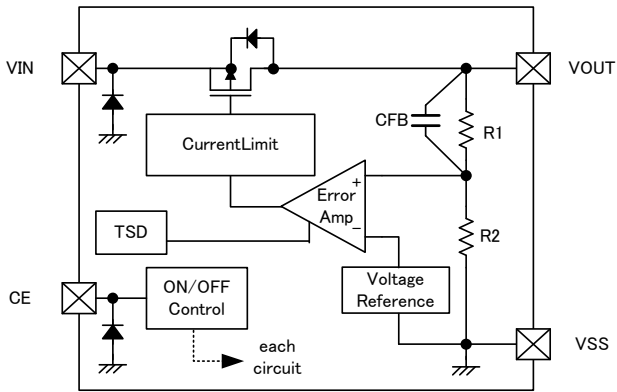 VIN
VOUT
CFB
R1
CurrentLimit
+
Error
Amp
−
TSD
R2
Voltage
Reference
CE
ON/OFF
Control
each
circuit
VSS